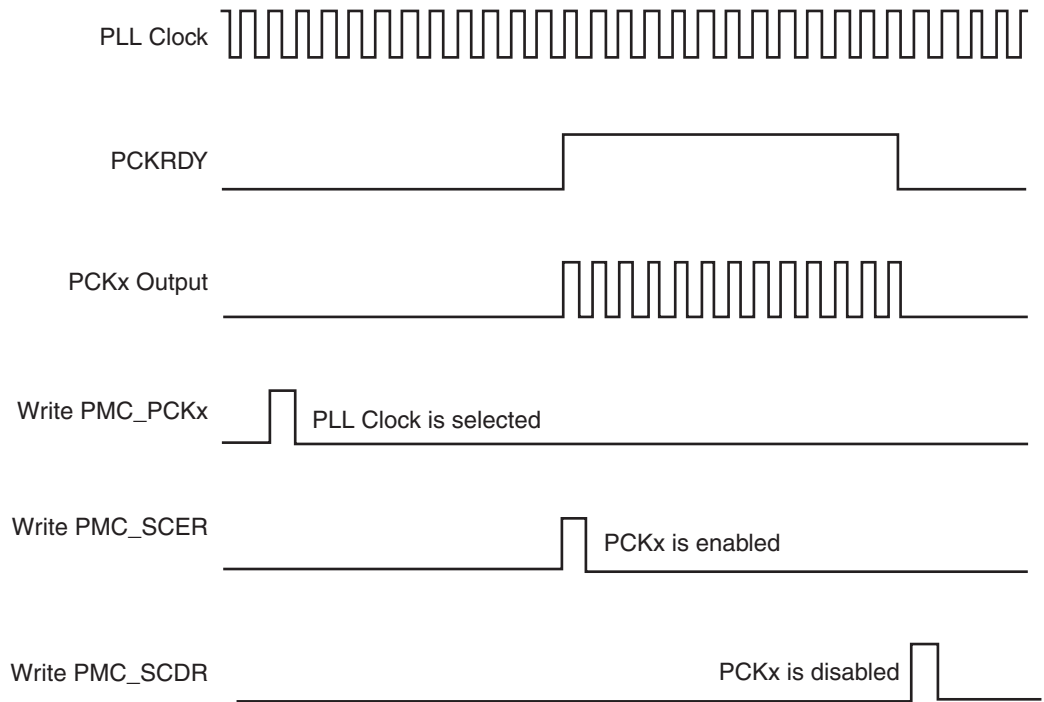 PLL Clock
PCKRDY
PCKx Output
Write PMC_PCKx
PLL Clock is selected
Write PMC_SCER
PCKx is enabled
Write PMC_SCDR
PCKx is disabled